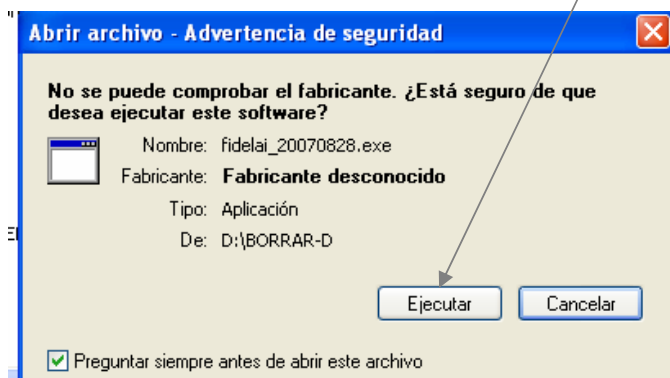 Abrir archivo - Advertencia de seguridad
No se puede comprobar el fabricante. ¿Está seguro de que
desea ejecutar este software?
Nombre: fidelai_20070828.exe
Fabricante: Fabricante desconocido
Tipo: Aplicación
De: D:\BORRAR-D
Ejecutar Cancelar
Preguntar siempre antes de abrir este archivo